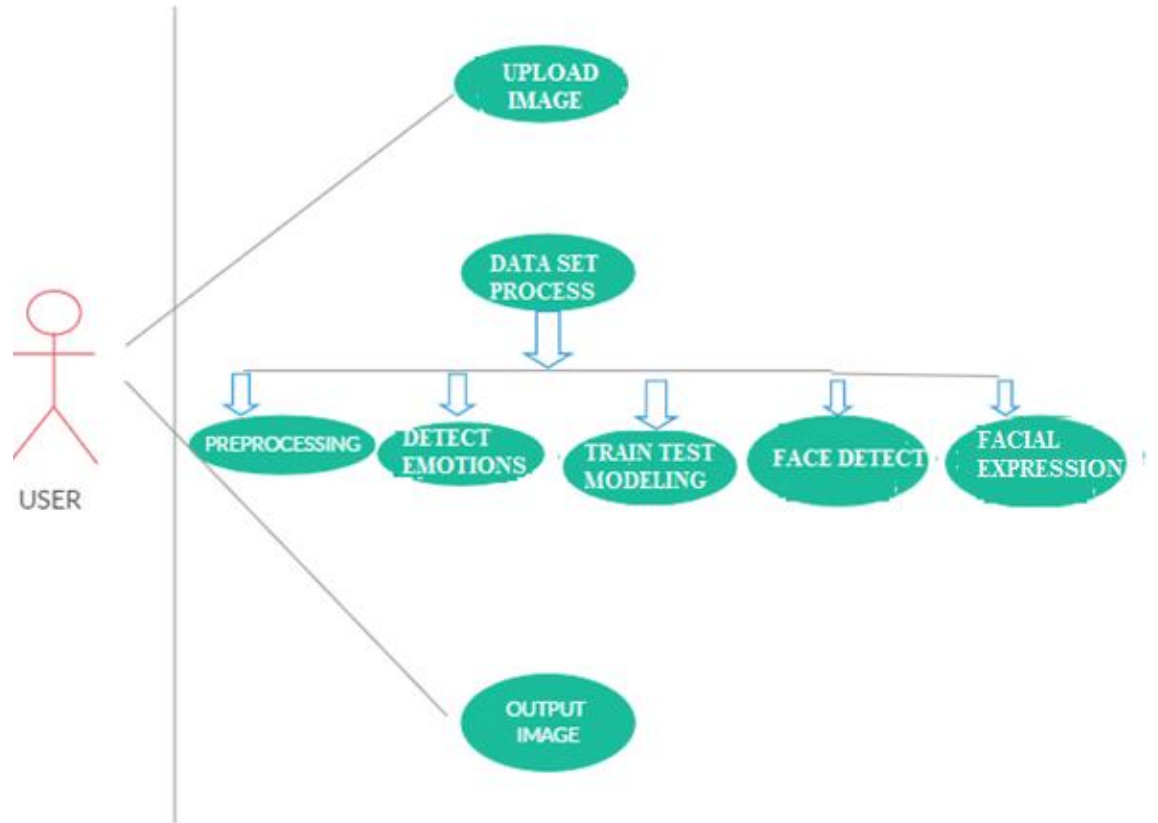 UPLOAD
IMAGE
DATA SET
PROCESS
PREPROCESSING
DETECT
EMOTIONS
TRAIN TEST
MODELING
FACE DETECT
FACIAL
EXPRESSION
USER
OUTPUT
IMAGE